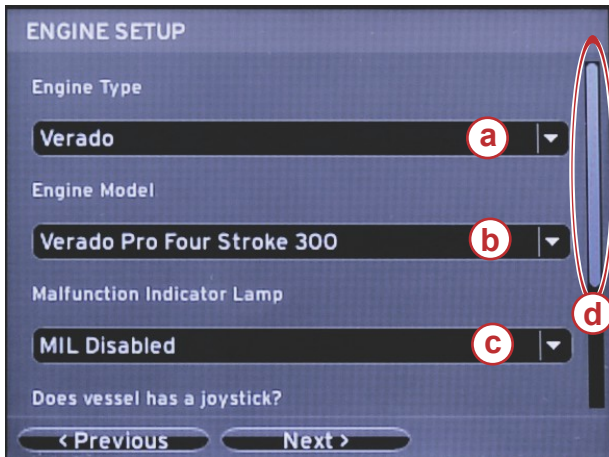 ENGINE SETUP
Engine Type
Verado
a
Engine Model
Verado Pro Four Stroke 300
b
Malfunction Indicator Lamp
d
MIL Disabled
c
Does vessel has a joystick?
< Previous
Next >